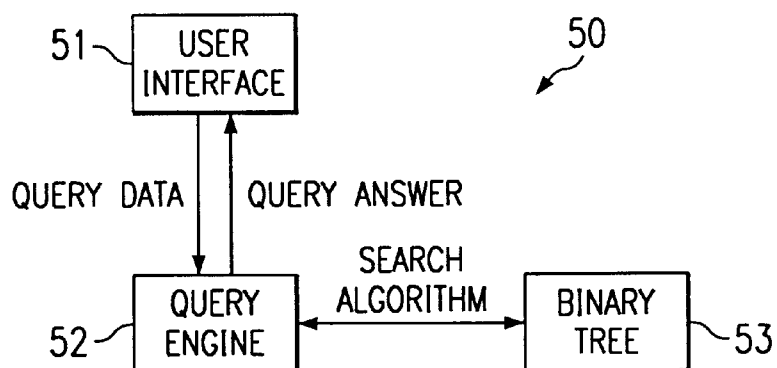 51
USER
INTERFACE
50
QUERY DATA
QUERY ANSWER
SEARCH
ALGORITHM
52
QUERY
ENGINE
BINARY
TREE
53